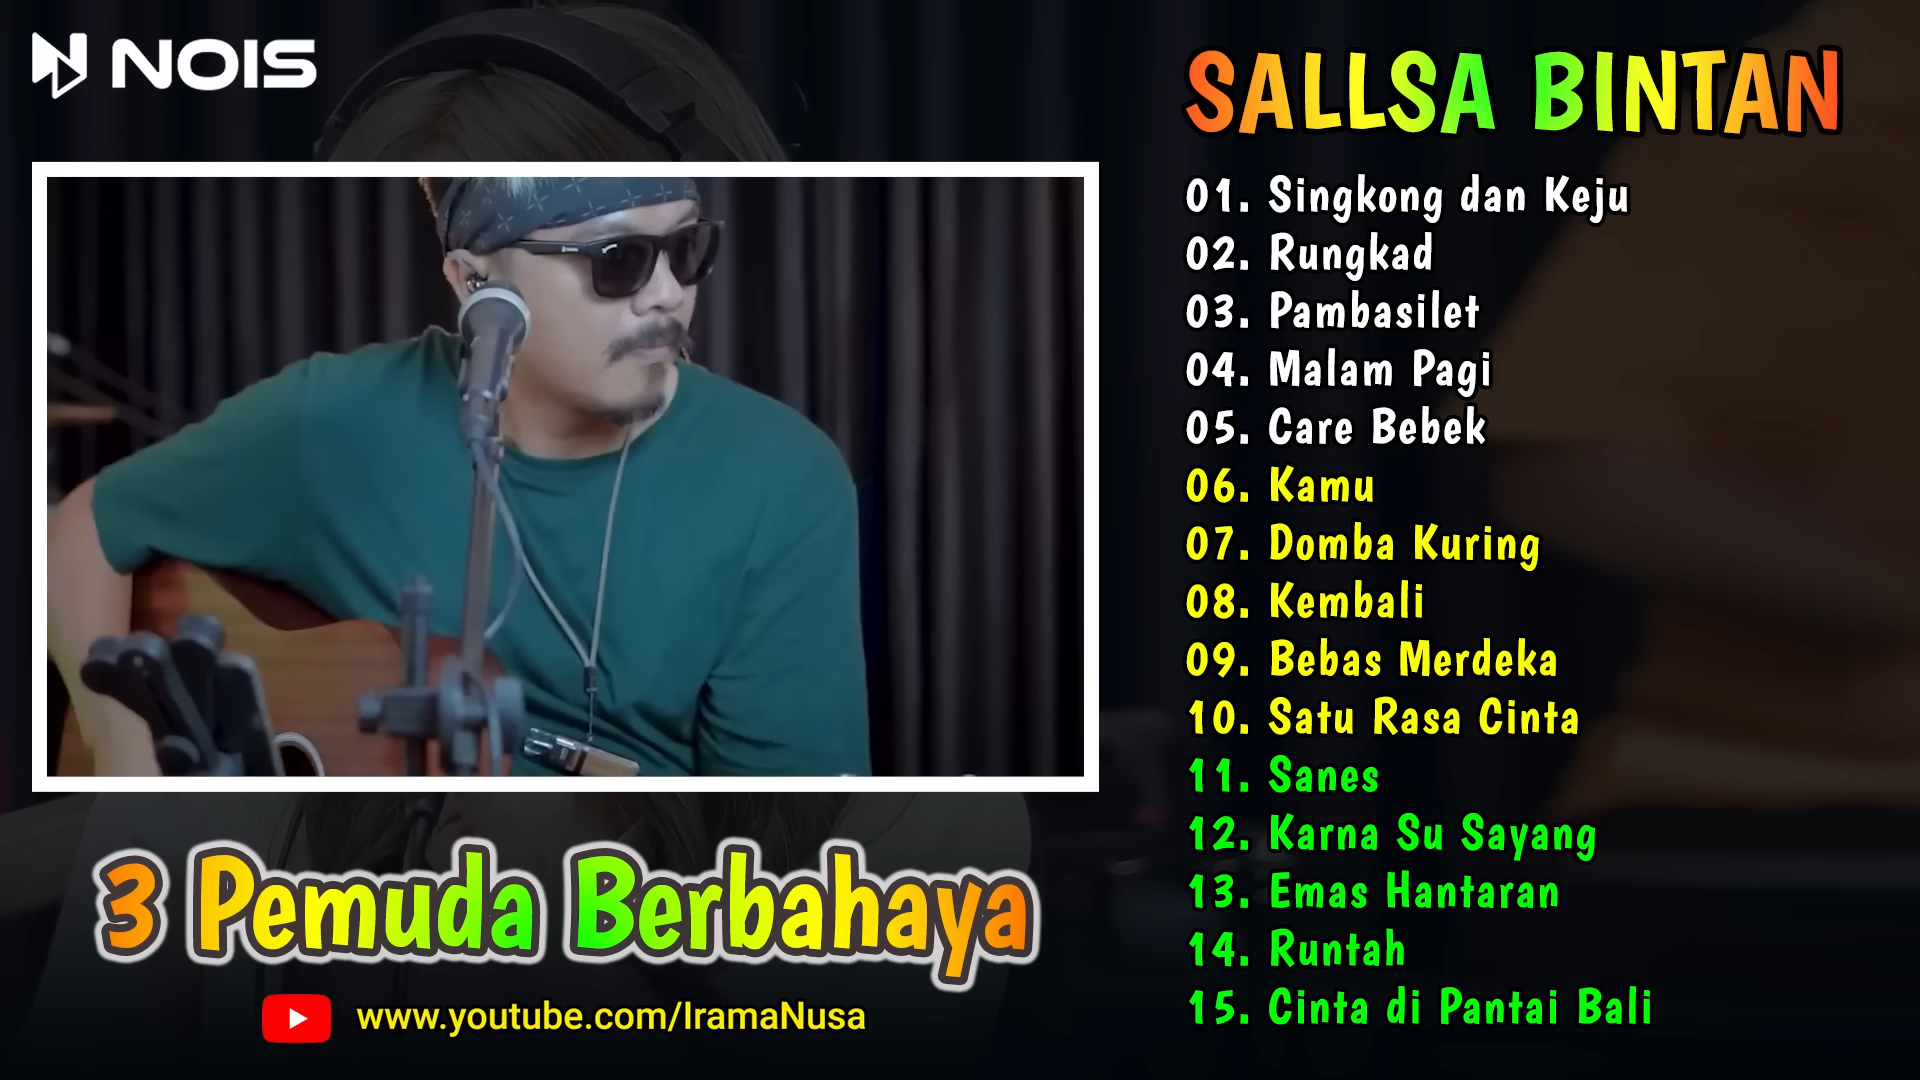 NOIS
SALLSA BINTAN
01. Singkong dan Keju
02. Rungkad
03. Pambasilet
04. Malam Pagi
05. Care Bebek
06. Kamu
07. Domba Kuring
08. Kembali
09. Bebas Merdeka
10. Satu Rasa Cinta
11. Sanes
12. Karna Su Sayang
13. Emas Hantaran
14. Runtah
15. Cinta di Pantai Bali
3 Pemuda Berbahaya
www.youtube.com/IramaNusa